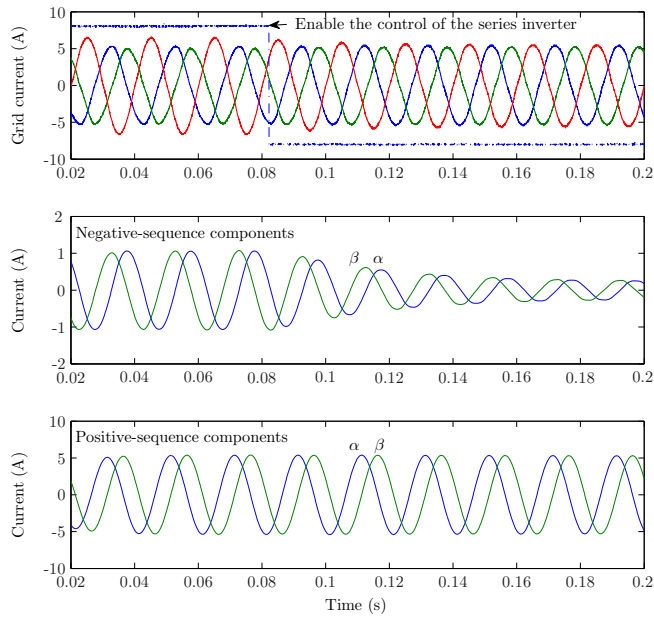 Enable the control of the series inverter
Grid current (A)
10
5
0
-5
-10
0.02 0.04 0.06 0.08 0.1 0.12 0.14 0.16 0.18 0.2
Negative-sequence components
β α
Current (A)
2
1
0
-1
-2
0.02 0.04 0.06 0.08 0.1 0.12 0.14 0.16 0.18 0.2
Positive-sequence components
α β
Current (A)
10
5
0
-5
-10
0.02 0.04 0.06 0.08 0.1 0.12 0.14 0.16 0.18 0.2
Time (s)